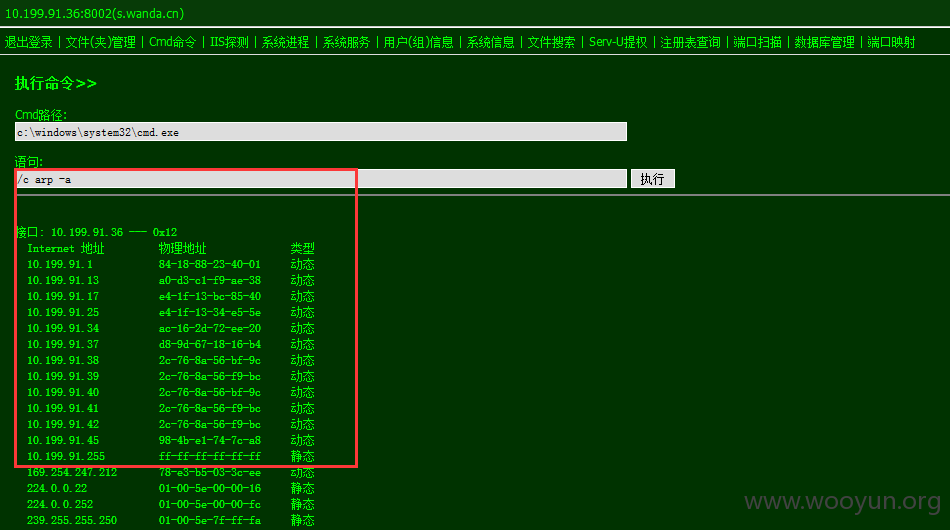 10.199.91.36:8002(s.wanda.cn)
退出登录 | 文件(夹)管理 | Cmd命令 | IIS探测 | 系统进程 | 系统服务 | 用户(组)信息 | 系统信息 | 文件搜索 | Serv-U提权 | 注册表查询 | 端口扫描 | 数据库管理 | 端口映射
执行命令>>
Cmd路径:
c:\windows\system32\cmd.exe
语句:
/c arp -a 执行
接口: 10.199.91.36 --- 0x12
Internet 地址 物理地址 类型
10.199.91.1 84-18-88-23-40-01 动态
10.199.91.13 a0-d3-c1-f9-ae-38 动态
10.199.91.17 e4-1f-13-bc-85-40 动态
10.199.91.25 e4-1f-13-34-e5-5e 动态
10.199.91.34 ac-16-2d-72-ee-20 动态
10.199.91.37 d8-9d-67-18-16-b4 动态
10.199.91.38 2c-76-8a-56-bf-9c 动态
10.199.91.39 2c-76-8a-56-f9-bc 动态
10.199.91.40 2c-76-8a-56-bf-9c 动态
10.199.91.41 2c-76-8a-56-f9-bc 动态
10.199.91.42 2c-76-8a-56-f9-bc 动态
10.199.91.45 98-4b-e1-74-7c-a8 动态
10.199.91.255 ff-ff-ff-ff-ff-ff 静态
169.254.247.212 78-e3-b5-03-3c-ee 动态
224.0.0.22 01-00-5e-00-00-16 静态
224.0.0.252 01-00-5e-00-00-fc 静态
239.255.255.250 01-00-5e-7f-ff-fa 静态
www.wooyun.org